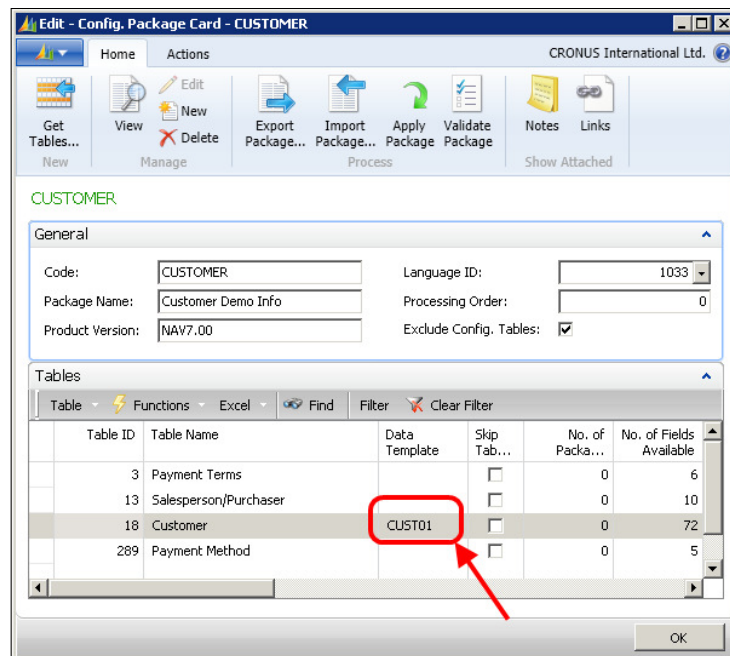 Edit - Config. Package Card - CUSTOMER
Home Actions CRONUS International Ltd.
Get Tables... View Edit New Delete Export Package... Import Package... Apply Package Validate Package Notes Links
New Manage Process Show Attached
CUSTOMER
General
Code: CUSTOMER Language ID: 1033
Package Name: Customer Demo Info Processing Order: 0
Product Version: NAV7.00 Exclude Config. Tables:
Tables
Table Functions Excel Find Filter Clear Filter
Table ID Table Name Data Template Skip Tab... No. of Packa... No. of Fields Available
3 Payment Terms 0 6
13 Salesperson/Purchaser 0 10
18 Customer CUST01 0 72
289 Payment Method 0 5
OK